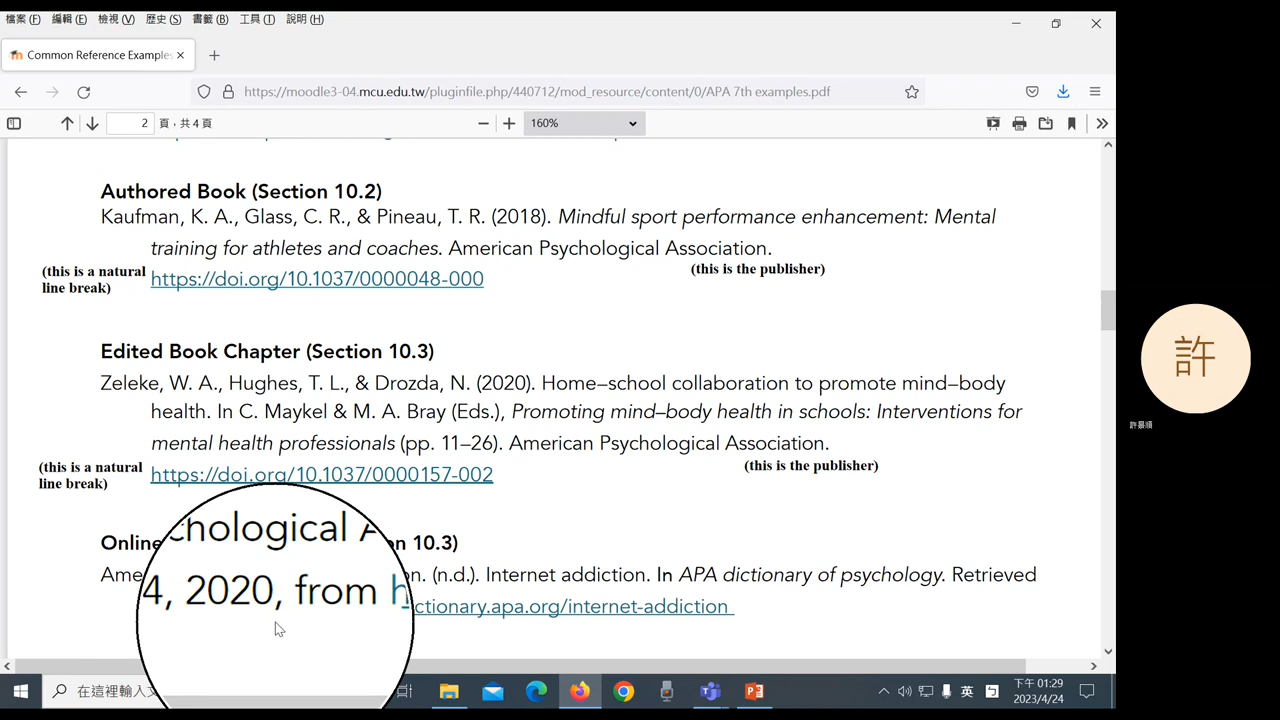 檔案 (F) 編輯 (E) 檢視 (V) 歷史 (S) 書籤 (B) 工具 (T) 說明 (H)
Common Reference Examples
https://moodle3-04.mcu.edu.tw/pluginfile.php/440712/mod_resource/content/0/APA 7th examples.pdf
2 頁，共 4 頁
160%
Authored Book (Section 10.2)
Kaufman, K. A., Glass, C. R., & Pineau, T. R. (2018). Mindful sport performance enhancement: Mental
training for athletes and coaches. American Psychological Association.
(this is a natural
line break)
https://doi.org/10.1037/0000048-000
(this is the publisher)
Edited Book Chapter (Section 10.3)
Zeleke, W. A., Hughes, T. L., & Drozda, N. (2020). Home–school collaboration to promote mind–body
health. In C. Maykel & M. A. Bray (Eds.), Promoting mind–body health in schools: Interventions for
mental health professionals (pp. 11–26). American Psychological Association.
(this is a natural
line break)
https://doi.org/10.1037/0000157-002
(this is the publisher)
Online
on 10.3)
chological A
Ame
on. (n.d.). Internet addiction. In APA dictionary of psychology. Retrieved
4, 2020, from h
ctionary.apa.org/internet-addiction
許
許景順
在這裡輸入文
英
下午 01:29
2023/4/24